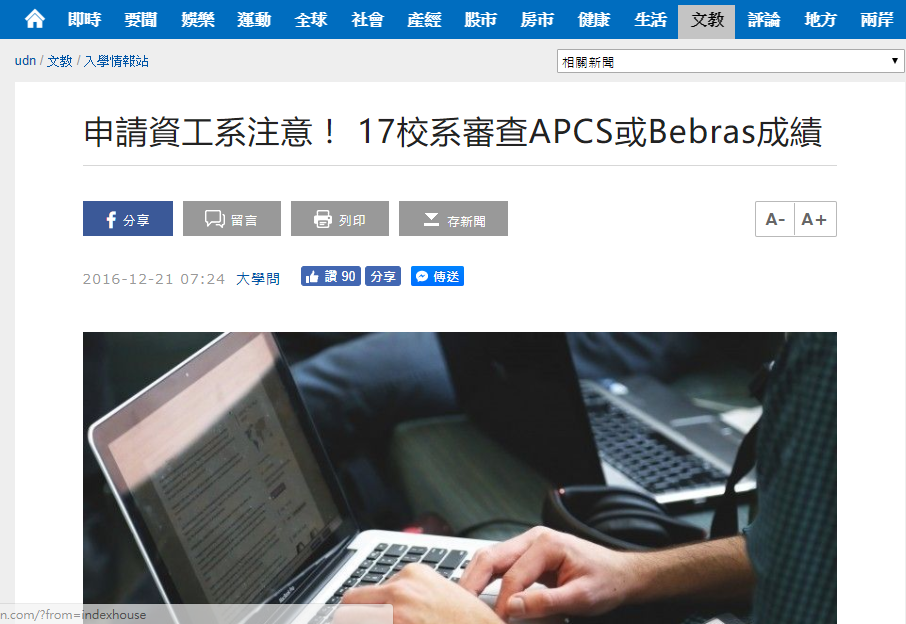 即時 要聞 娛樂 運動 全球 社會 產經 股市 房市 健康 生活 文教 評論 地方 兩岸
udn / 文教 / 入學情報站
相關新聞
申請資工系注意！ 17校系審查APCS或Bebras成績
分享 留言 列印 存新聞 A- A+
2016-12-21 07:24 大學問 讚 90 分享 傳送
n.com/?from=indexhouse